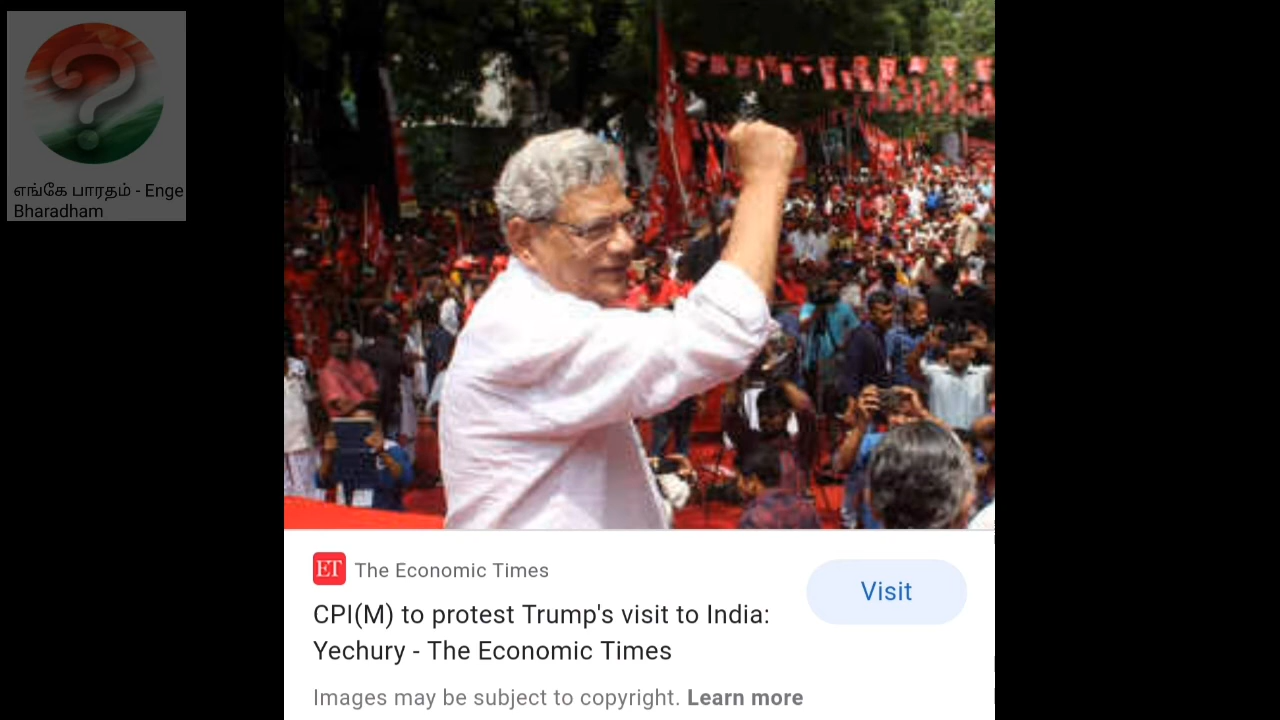 எங்கே பாரதம் - Enge
Bharadham
ET The Economic Times
Visit
CPI(M) to protest Trump's visit to India:
Yechury - The Economic Times
Images may be subject to copyright. Learn more